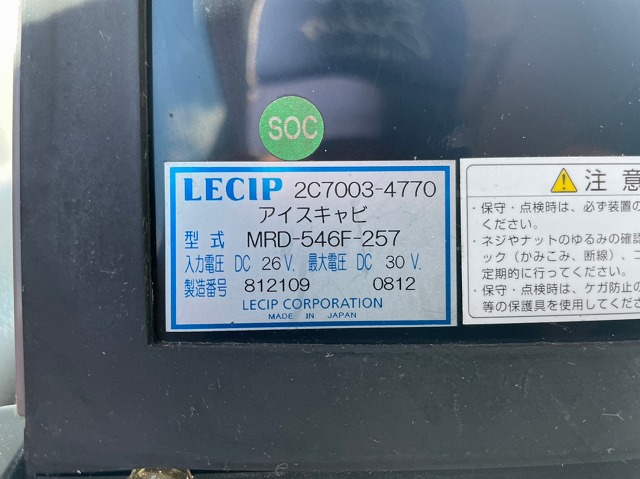 SOC
LECIP 2C7003-4770
アイスキャビ
型式 MRD-546F-257
入力電圧 DC 26 V. 最大電圧 DC 30 V.
製造番号 812109 0812
LECIP CORPORATION
MADE IN JAPAN
注意
・保守・点検時は、必ず装置の
ください。
・ネジやナットのゆるみの確認
ック（かみこみ、断線）、コ
定期的に行ってください。
・保守・点検時は、ケガ防止の
等の保護具を使用してくださ